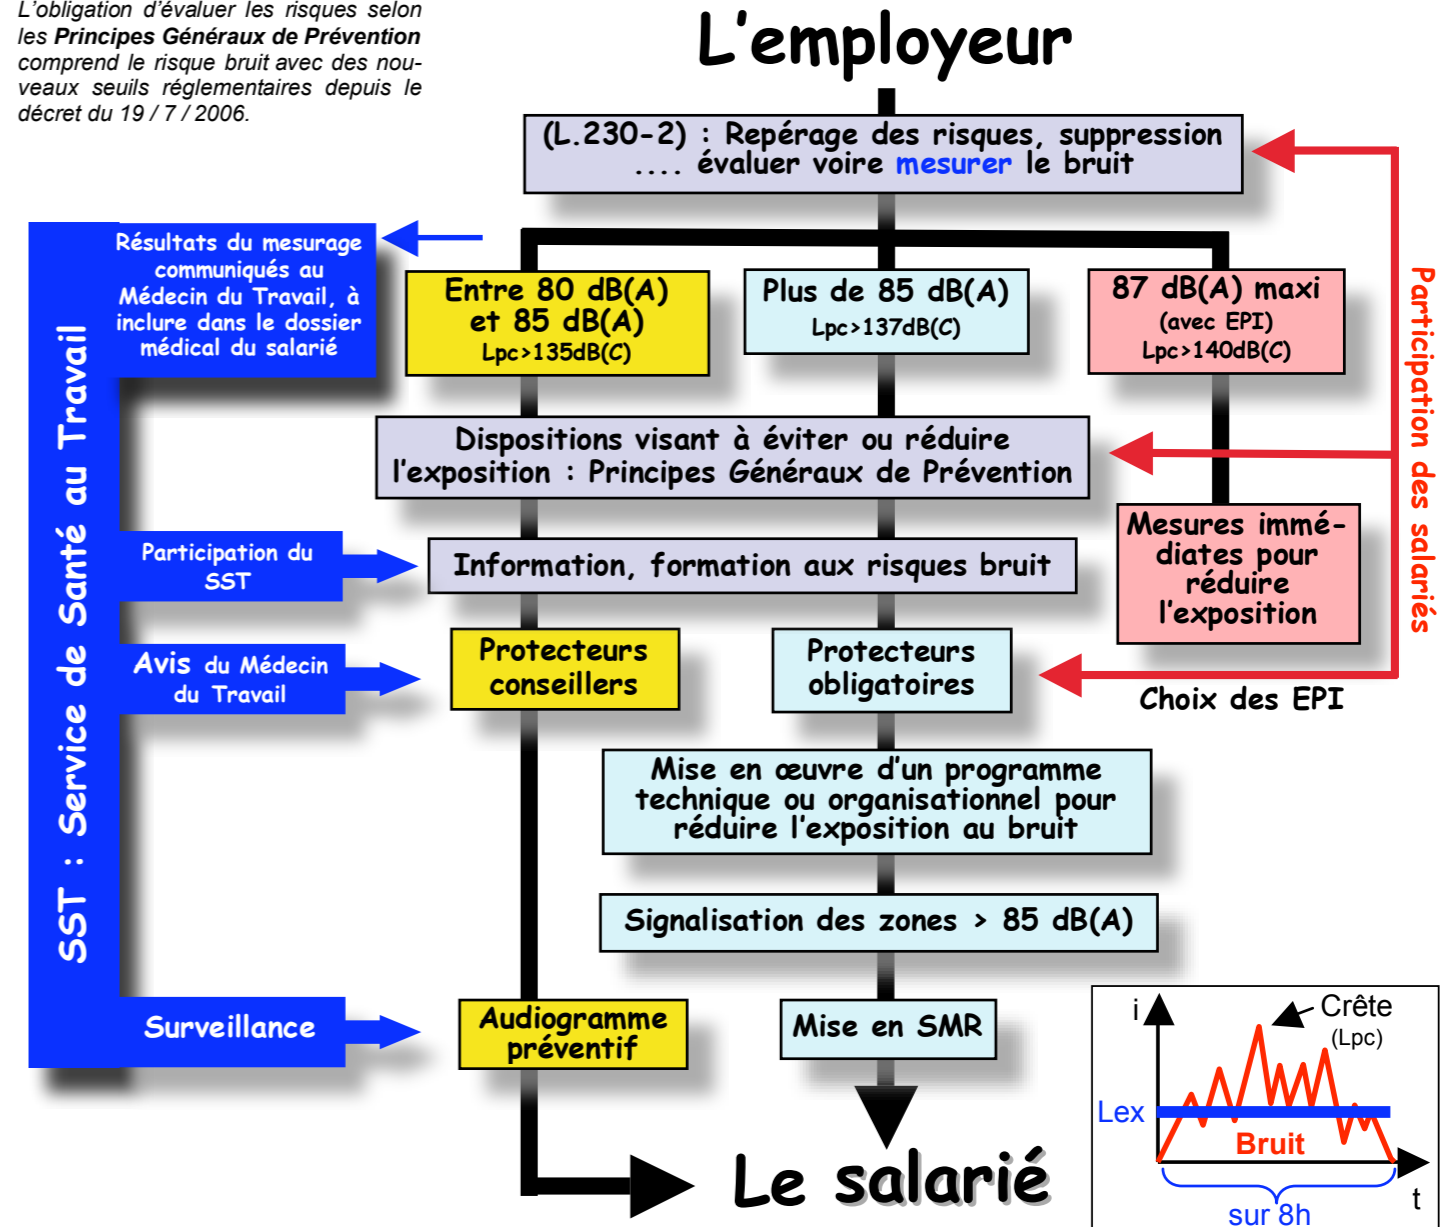 L'obligation d'évaluer les risques selon
les Principes Généraux de Prévention
comprend le risque bruit avec des nou-
veaux seuils réglementaires depuis le
décret du 19 / 7 / 2006.
L'employeur
(L.230-2) : Repérage des risques, suppression
.... évaluer voire mesurer le bruit
Résultats du mesurage
communiqués au
Médecin du Travail, à
inclure dans le dossier
médical du salarié
Entre 80 dB(A)
et 85 dB(A)
Lpc>135dB(C)
Plus de 85 dB(A)
Lpc>137dB(C)
87 dB(A) maxi
(avec EPI)
Lpc>140dB(C)
Participation des salariés
SST : Service de Santé au Travail
Dispositions visant à éviter ou réduire
l'exposition : Principes Généraux de Prévention
Mesures immé-
diates pour
réduire
l'exposition
Participation du
SST
Information, formation aux risques bruit
Avis du Médecin
du Travail
Protecteurs
conseillers
Protecteurs
obligatoires
Choix des EPI
Mise en œuvre d'un programme
technique ou organisationnel pour
réduire l'exposition au bruit
Signalisation des zones > 85 dB(A)
Surveillance
Audiogramme
préventif
Mise en SMR
Le salarié
i
Crête
(Lpc)
Lex
Bruit
t
sur 8h